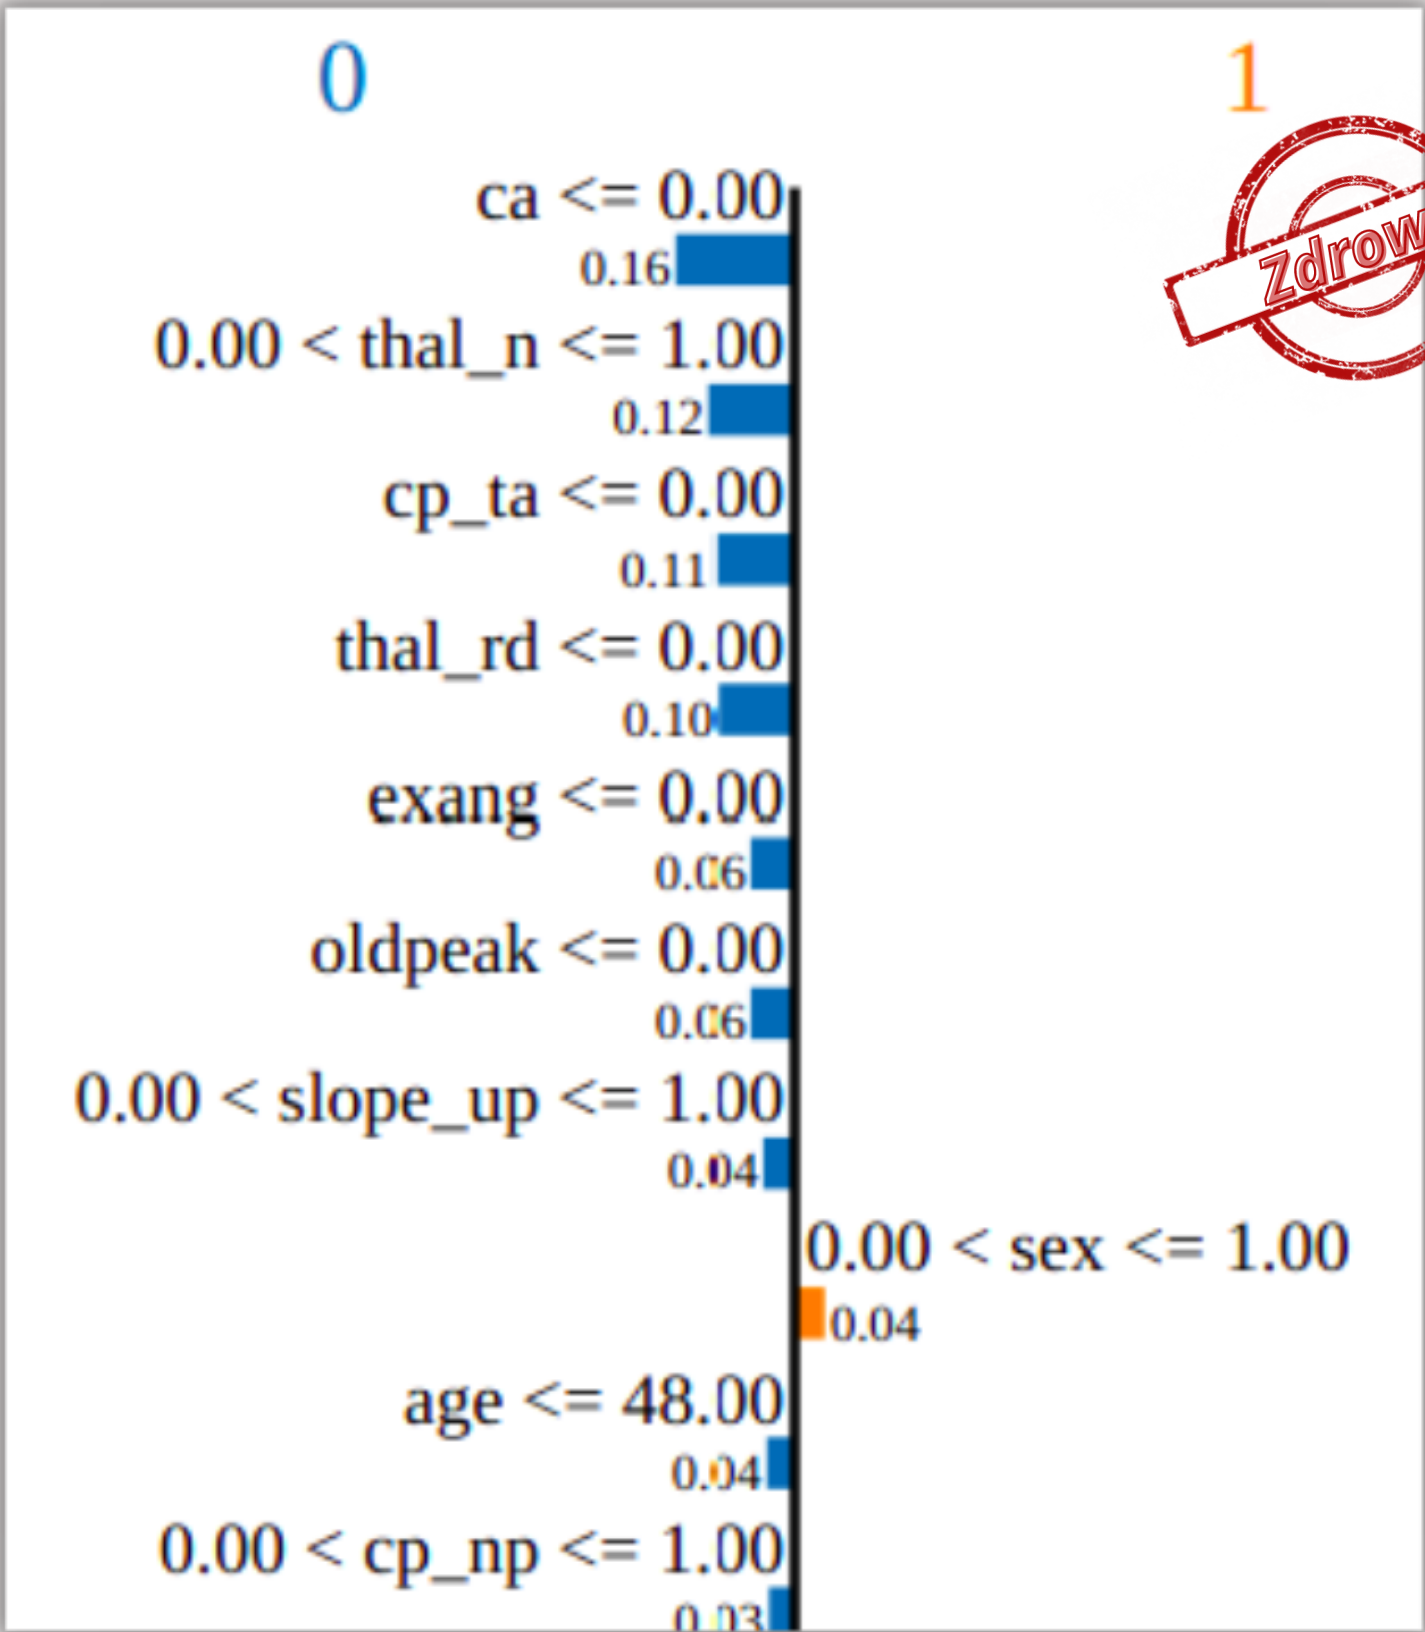 0 1
ca <= 0.00
0.16
0.00 < thal_n <= 1.00
0.12
cp_ta <= 0.00
0.11
thal_rd <= 0.00
0.10
exang <= 0.00
0.06
oldpeak <= 0.00
0.06
0.00 < slope_up <= 1.00
0.04
0.00 < sex <= 1.00
0.04
age <= 48.00
0.04
0.00 < cp_np <= 1.00
0.03
Zdrow